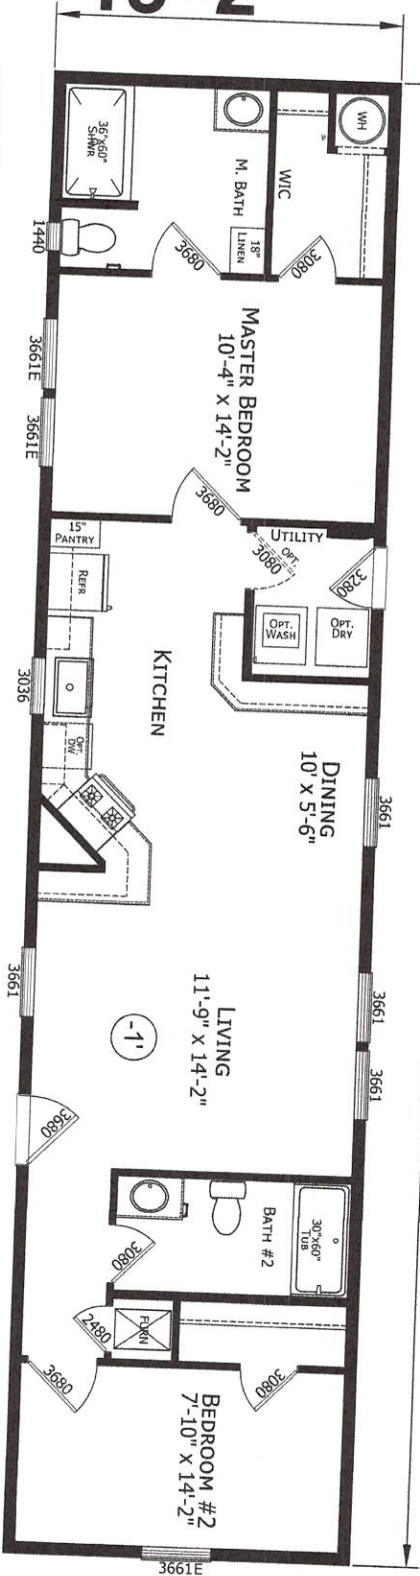 36"x60"
SHWR
M. BATH
18"
LINEN
WIC
WH
1440
3680
3080
3661E
3661E
MASTER BEDROOM
10'-4" X 14'-2"
3680
15"
PANTRY
REFR
UTILITY
OPT.
3080
3280
OPT.
WASH
OPT.
DRY
3036
KITCHEN
OPT.
DW
DINING
10' X 5'-6"
3661
3661
LIVING
11'-9" X 14'-2"
-1'
3661
3661
3680
BATH #2
30"x60"
TUB
3080
FURN
2480
3680
3080
BEDROOM #2
7'-10" X 14'-2"
3661E